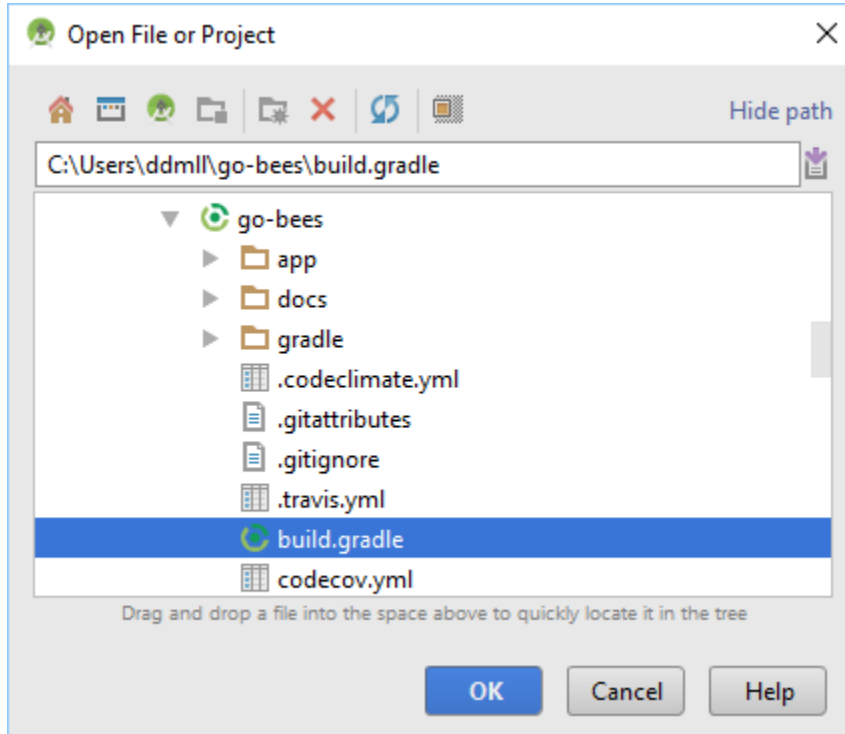 Open File or Project
Hide path
C:\Users\ddmll\go-bees\build.gradle
go-bees
app
docs
gradle
.codeclimate.yml
.gitattributes
.gitignore
.travis.yml
build.gradle
codecov.yml
Drag and drop a file into the space above to quickly locate it in the tree
OK Cancel Help